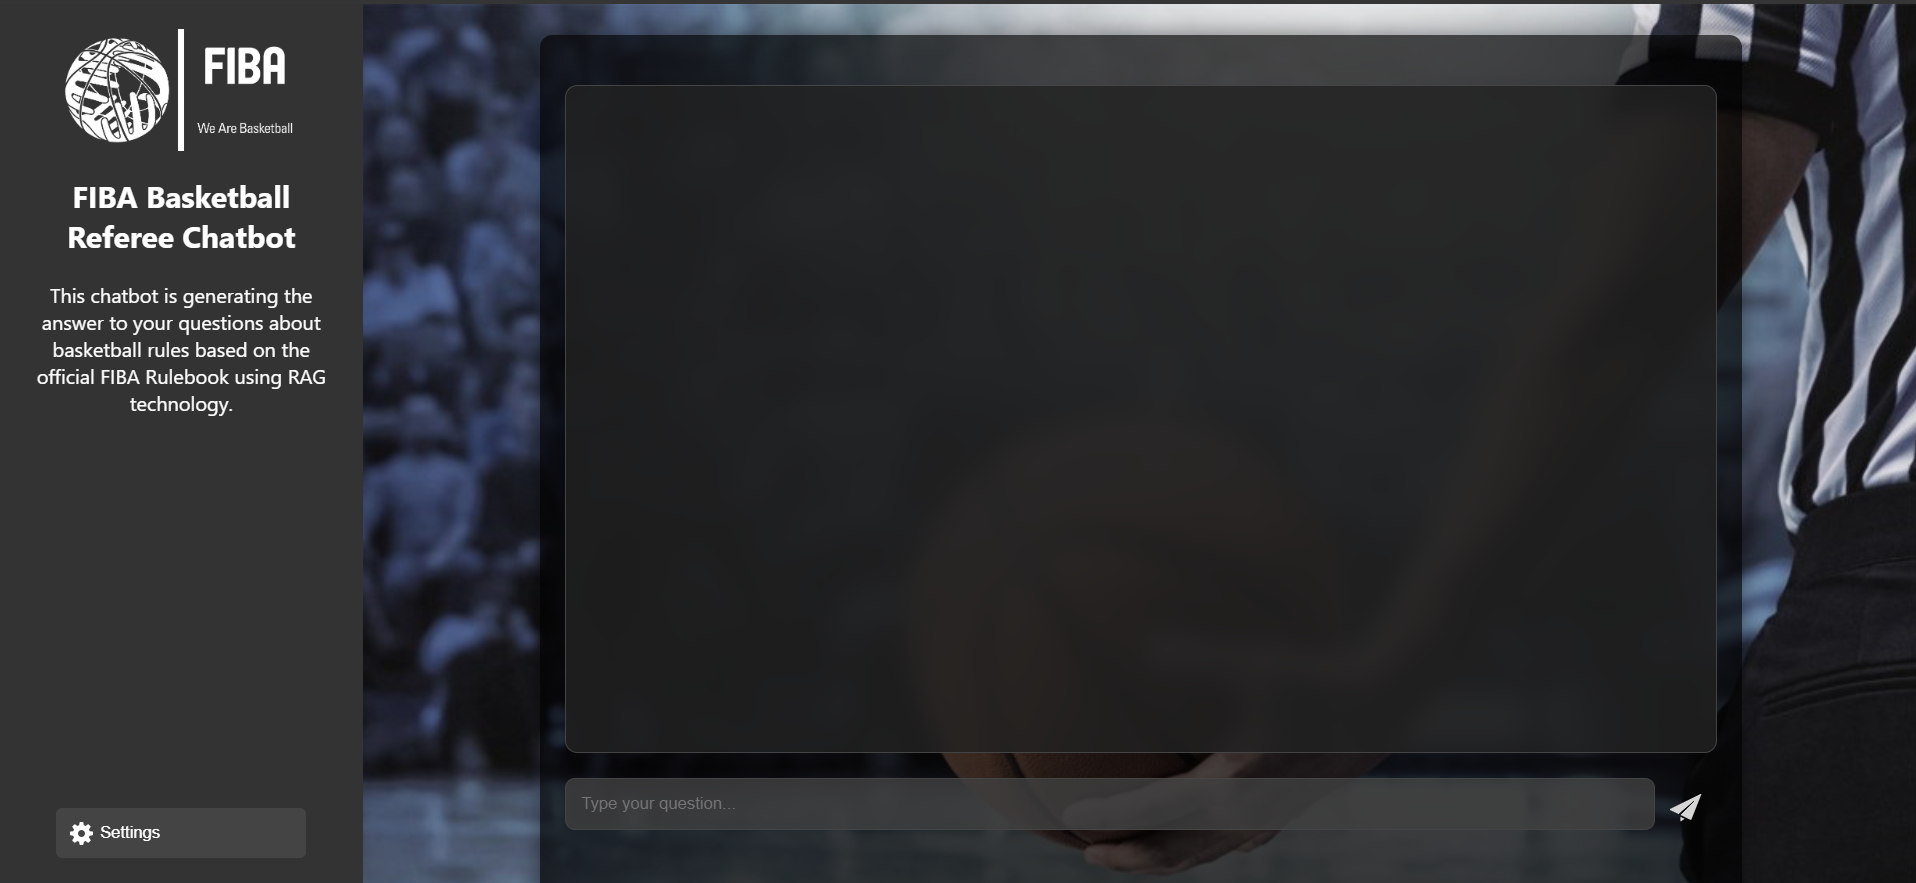 FIBA
We Are Basketball
FIBA Basketball
Referee Chatbot
This chatbot is generating the
answer to your questions about
basketball rules based on the
official FIBA Rulebook using RAG
technology.
Type your question...
Settings